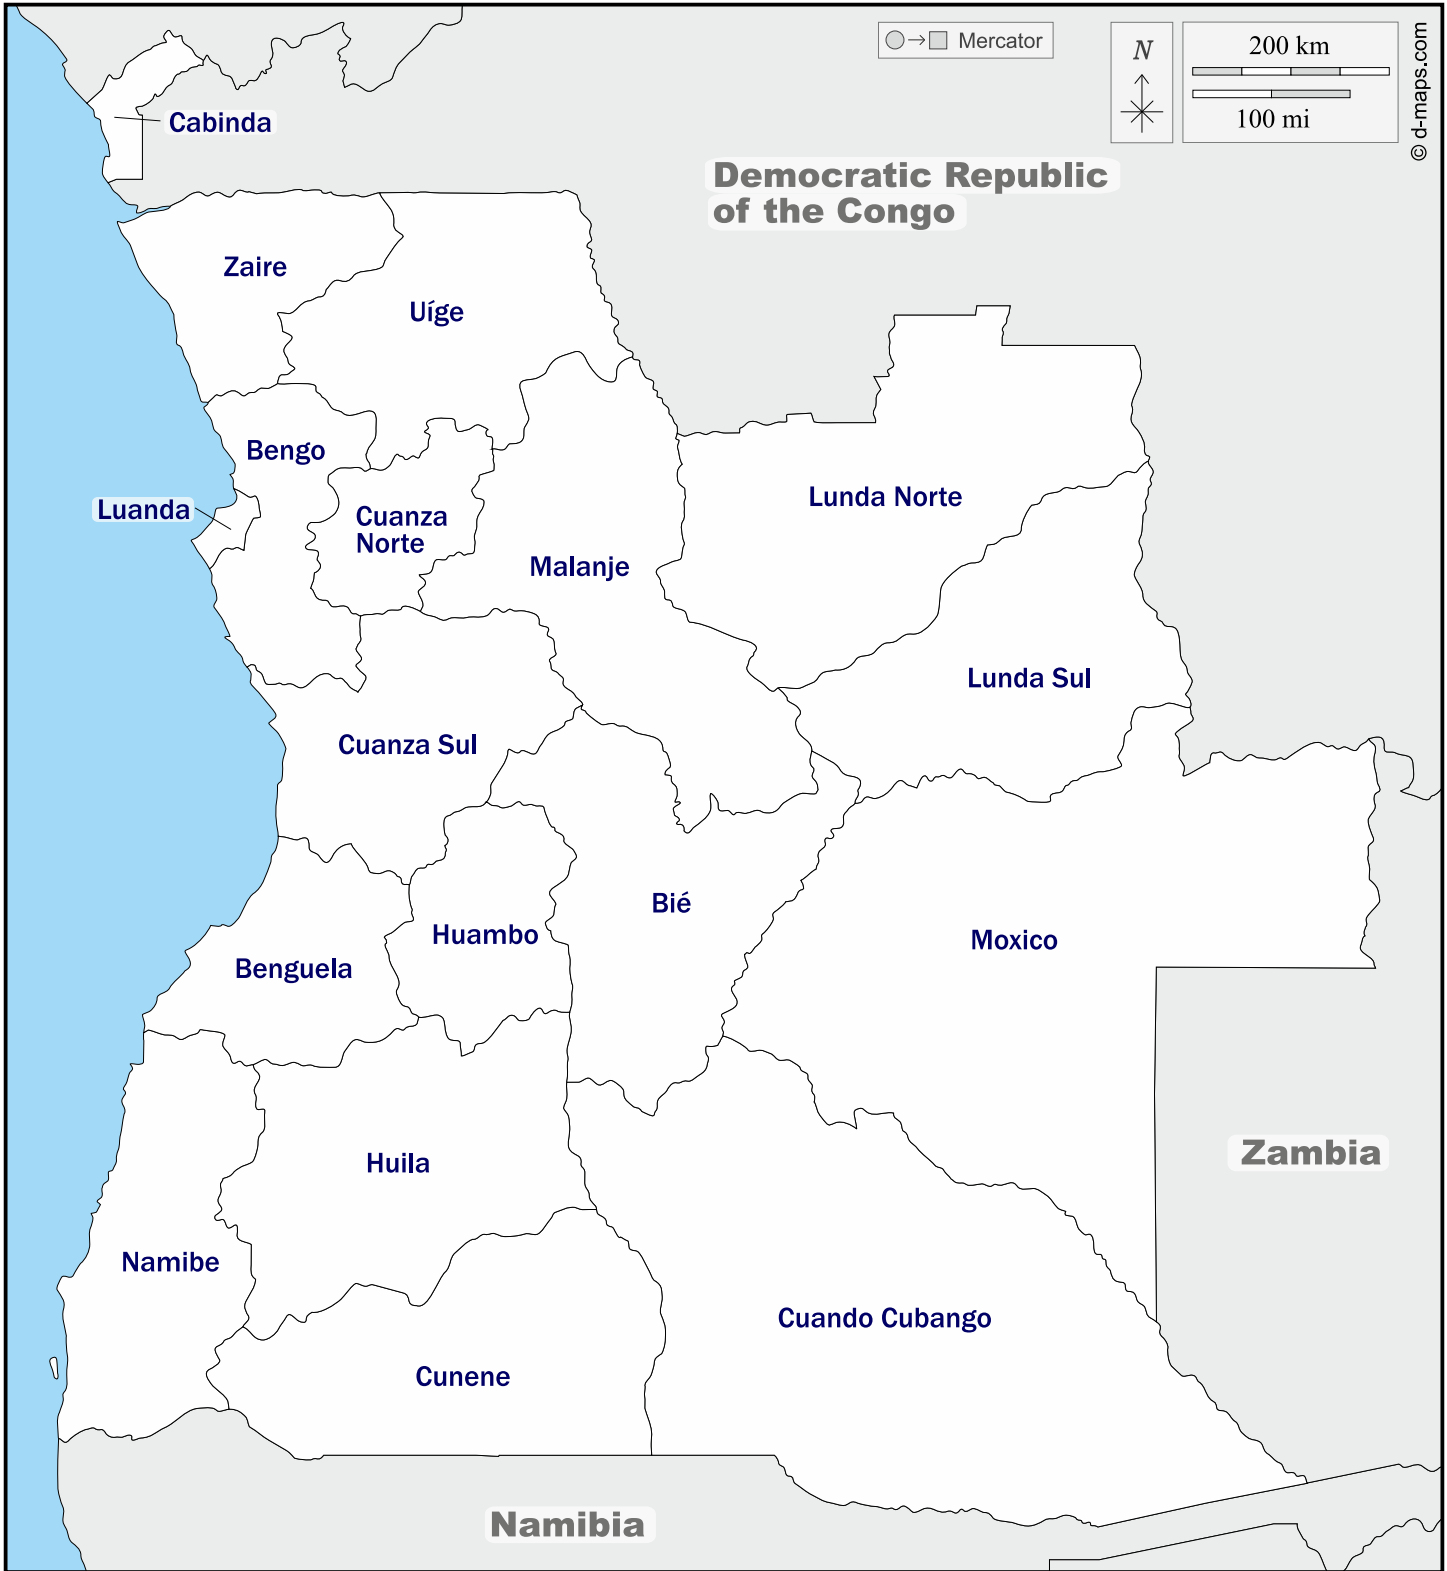 Mercator
N
200 km
100 mi
© d-maps.com
Cabinda
Democratic Republic
of the Congo
Zaire
Uíge
Bengo
Luanda
Cuanza
Norte
Lunda Norte
Malanje
Lunda Sul
Cuanza Sul
Bié
Huambo
Moxico
Benguela
Zambia
Huila
Namibe
Cuando Cubango
Cunene
Namibia